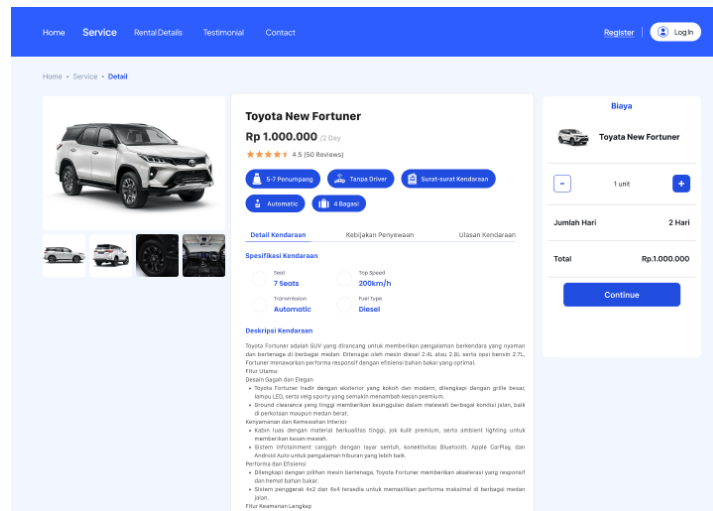 Home Service Rental Details Testimonial Contact Register Log In
Home • Service • Detail
Toyota New Fortuner
Rp 1.000.000 /2 Day
4.5 (50 Reviews)
5-7 Penumpang Tanpa Driver Surat-surat Kendaraan
Automatic 4 Bagasi
Detail Kendaraan Kebijakan Penyewaan Ulasan Kendaraan
Spesifikasi Kendaraan
Seed Top Speed
7 Seats 200km/h
Transmission Fuel Type
Automatic Diesel
Deskripsi Kendaraan
Toyota Fortuner adalah SUV yang dirancang untuk memberikan pengalaman berkendara yang nyaman
dan bertenaga di berbagai medan. Ditenagai oleh mesin diesel 2.4L atau 2.8L serta opsi bensin 2.7L,
Fortuner menawarkan performa responsif dengan efisiensi bahan bakar yang optimal.
Fitur Utama:
Desain Gagah dan Elegan
• Toyota Fortuner hadir dengan eksterior yang kokoh dan modern, dilengkapi dengan grille besar,
lampu LED, serta velg sporty yang semakin menambah kesan premium.
• Ground clearance yang tinggi memberikan keunggulan dalam melewati berbagai kondisi jalan, baik
di perkotaan maupun medan berat.
Kenyamanan dan Kemewahan Interior
• Kabin luas dengan material berkualitas tinggi, jok kulit premium, serta ambient lighting untuk
memberikan kesan mewah.
• Sistem infotainment canggih dengan layar sentuh, konektivitas Bluetooth, Apple CarPlay, dan
Android Auto untuk pengalaman hiburan yang lebih baik.
Performa dan Efisiensi
• Dilengkapi dengan pilihan mesin bertenaga, Toyota Fortuner memberikan akselerasi yang responsif
dan hemat bahan bakar.
• Sistem penggerak 4x2 dan 4x4 tersedia untuk memastikan performa maksimal di berbagai medan
jalan.
Fitur Keamanan Lengkap
Biaya
Toyata New Fortuner
- 1 unit +
Jumlah Hari 2 Hari
Total Rp.1.000.000
Continue